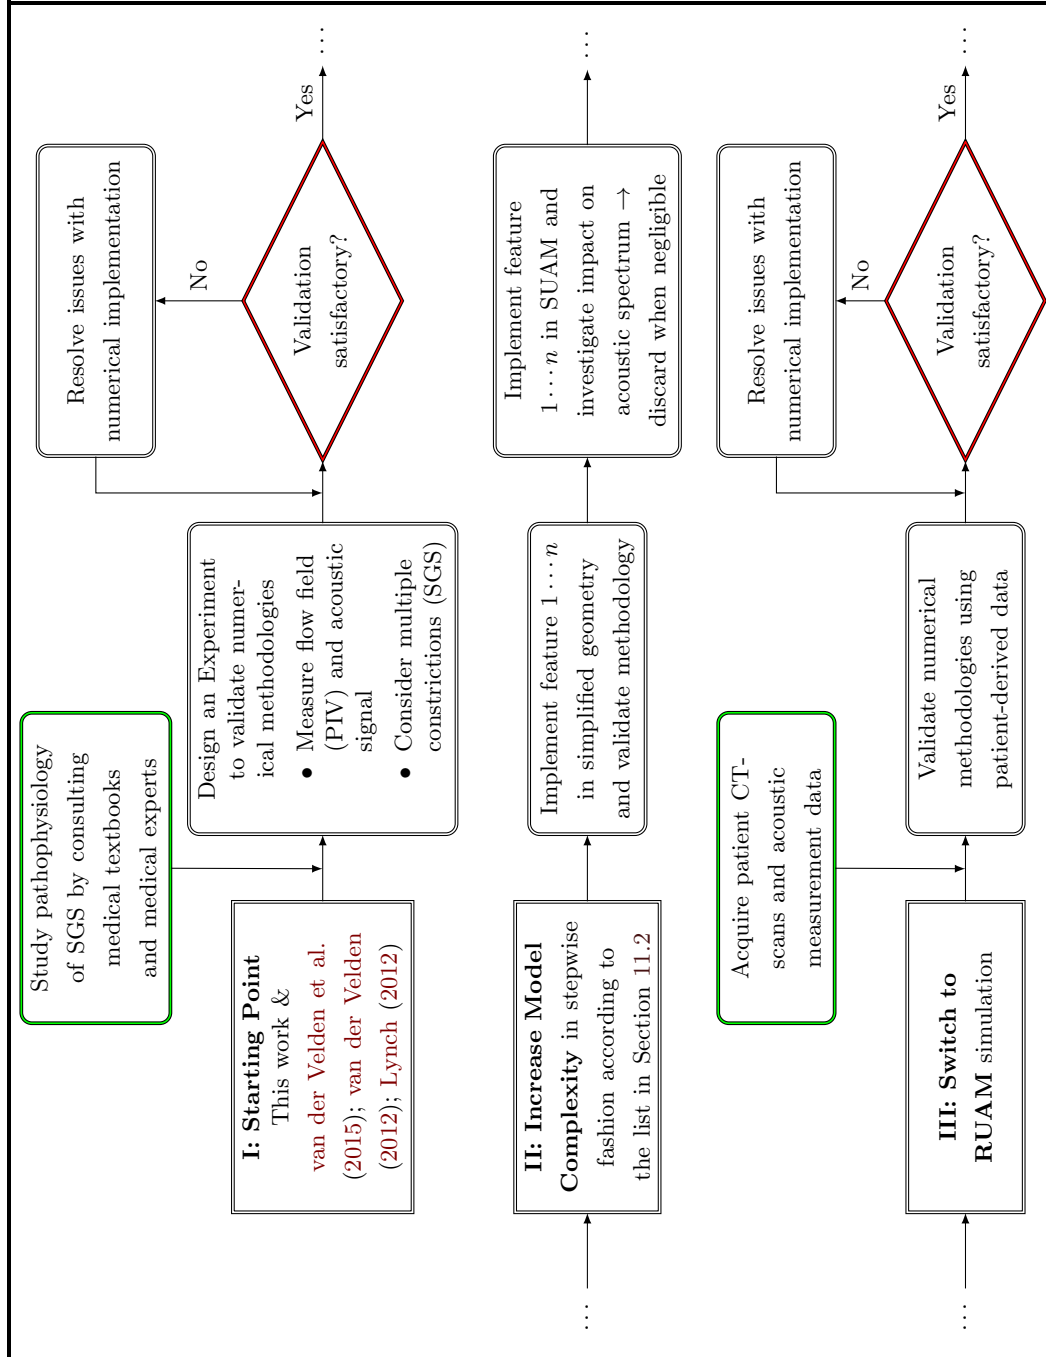 Study pathophysiology
of SGS by consulting
medical textbooks
and medical experts
I: Starting Point
This work &
van der Velden et al.
(2015); van der Velden
(2012); Lynch (2012)
Design an Experiment
to validate numer-
ical methodologies
• Measure flow field
(PIV) and acoustic
signal
• Consider multiple
constrictions (SGS)
Resolve issues with
numerical implementation
No
Validation
satisfactory?
Yes
...
...
II: Increase Model
Complexity in stepwise
fashion according to
the list in Section 11.2
Implement feature 1 ⋯ n
in simplified geometry
and validate methodology
Implement feature
1 ⋯ n in SUAM and
investigate impact on
acoustic spectrum →
discard when negligible
...
Acquire patient CT-
scans and acoustic
measurement data
...
III: Switch to
RUAM simulation
Validate numerical
methodologies using
patient-derived data
Resolve issues with
numerical implementation
No
Validation
satisfactory?
Yes
...